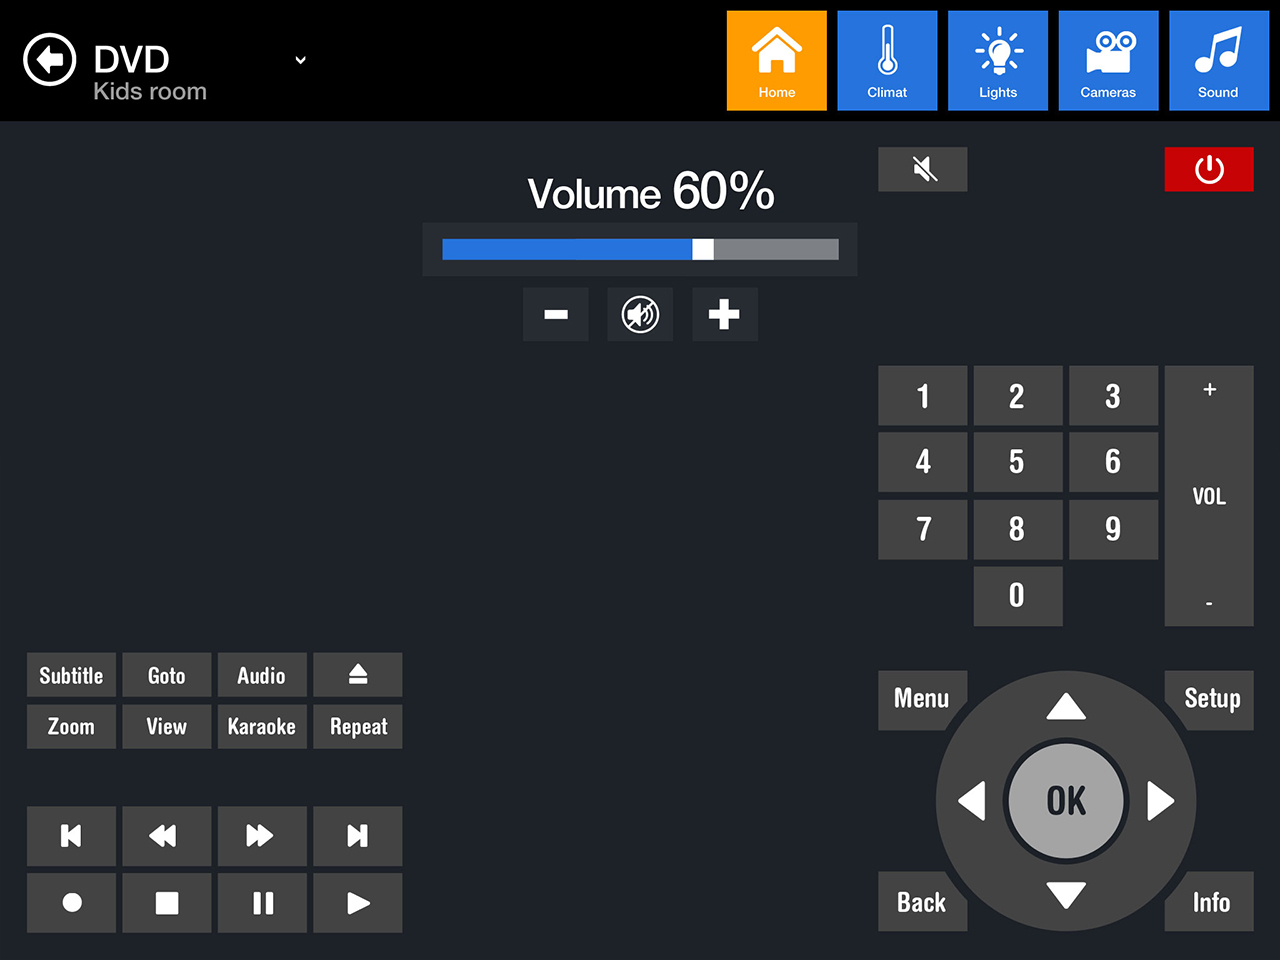 DVD
Kids room
Home
Climat
Lights
Cameras
Sound
Volume 60%
1 2 3 +
4 5 6
VOL
7 8 9
0 -
Subtitle Goto Audio
Zoom View Karaoke Repeat
Menu Setup
OK
Back Info